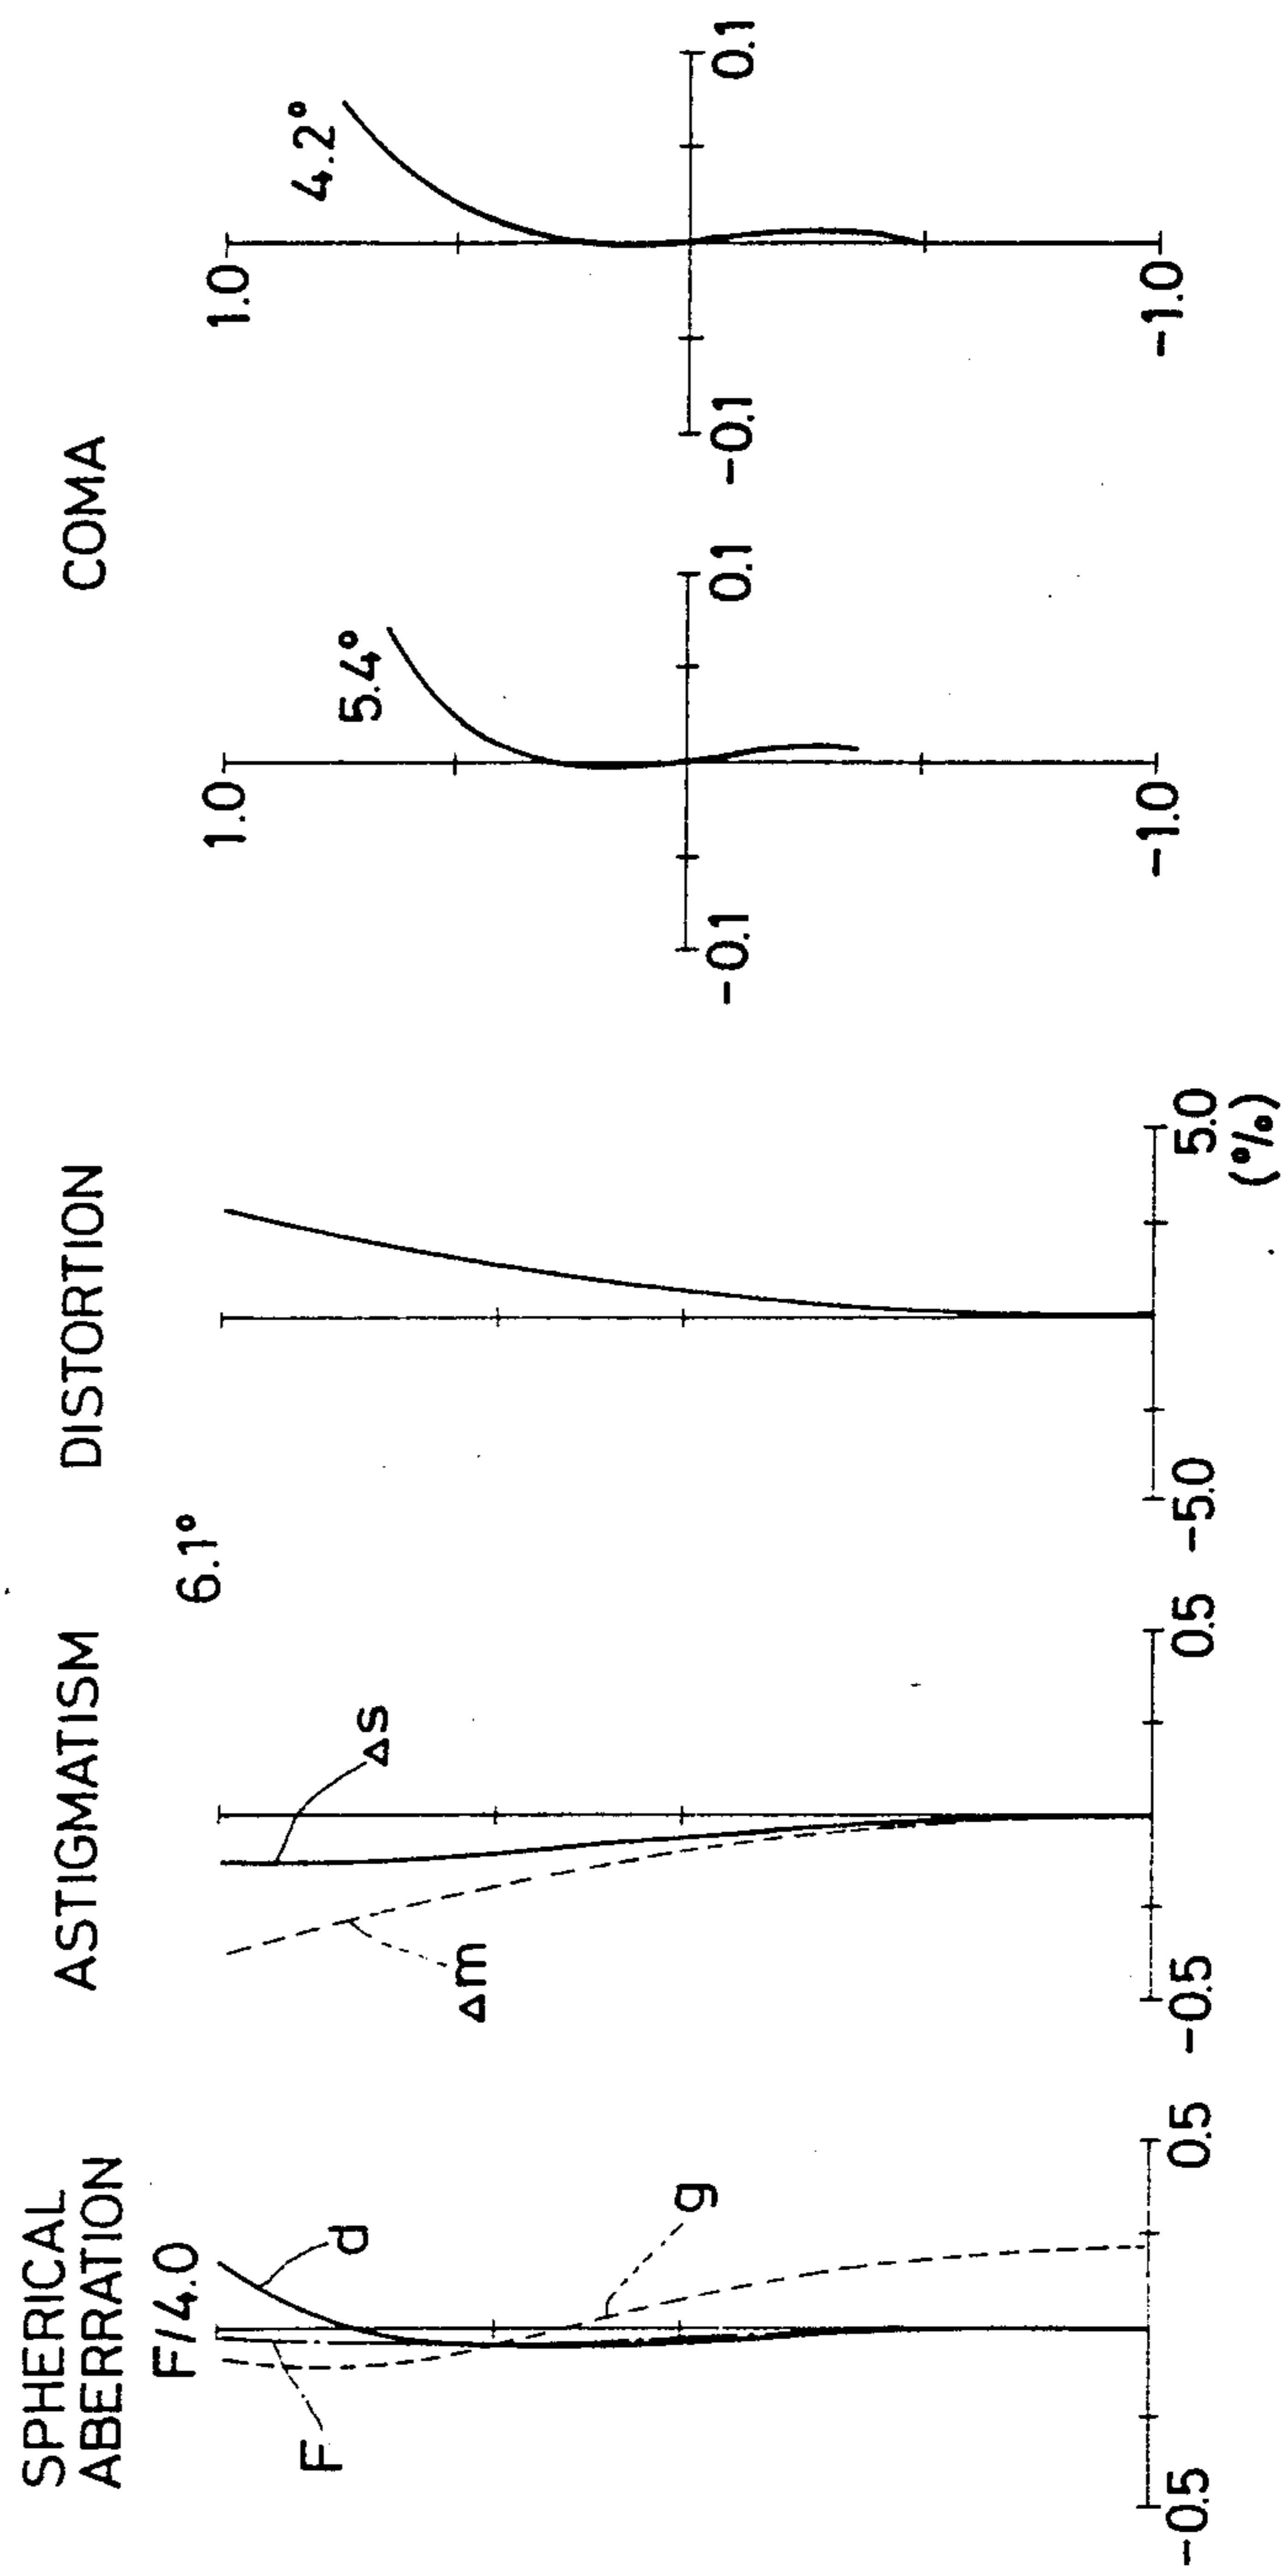 SPHERICAL
ABERRATION
F/4.0
d
F
g
-0.5
0.5
ASTIGMATISM
6.1°
Δs
Δm
-0.5
0.5
DISTORTION
-5.0
5.0
(%)
COMA
1.0
5.4°
-0.1
0.1
-1.0
1.0
4.2°
-0.1
0.1
-1.0